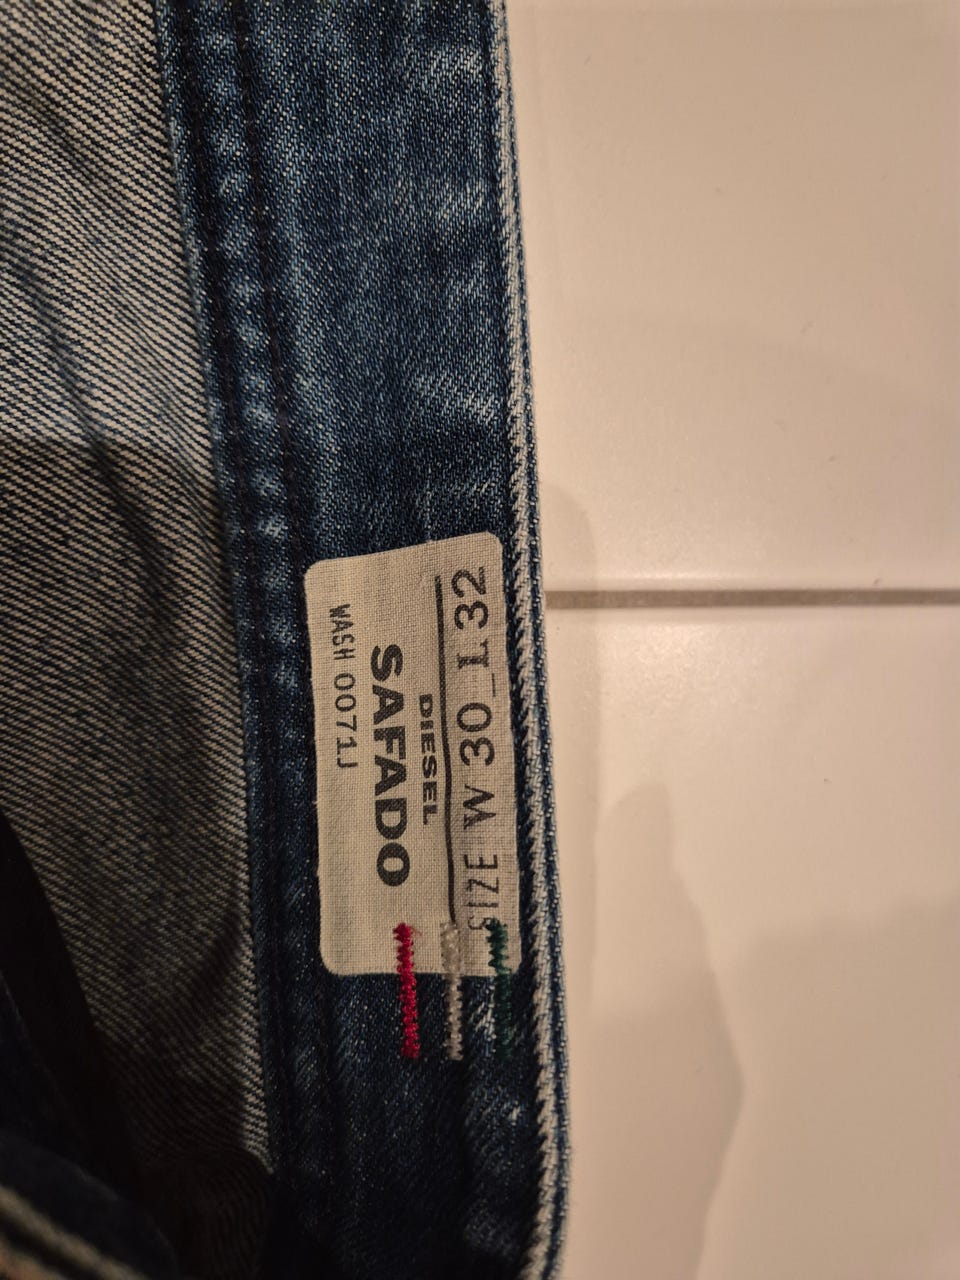 SIZE W 30_L 32
DIESEL
SAFADO
WASH 0071J